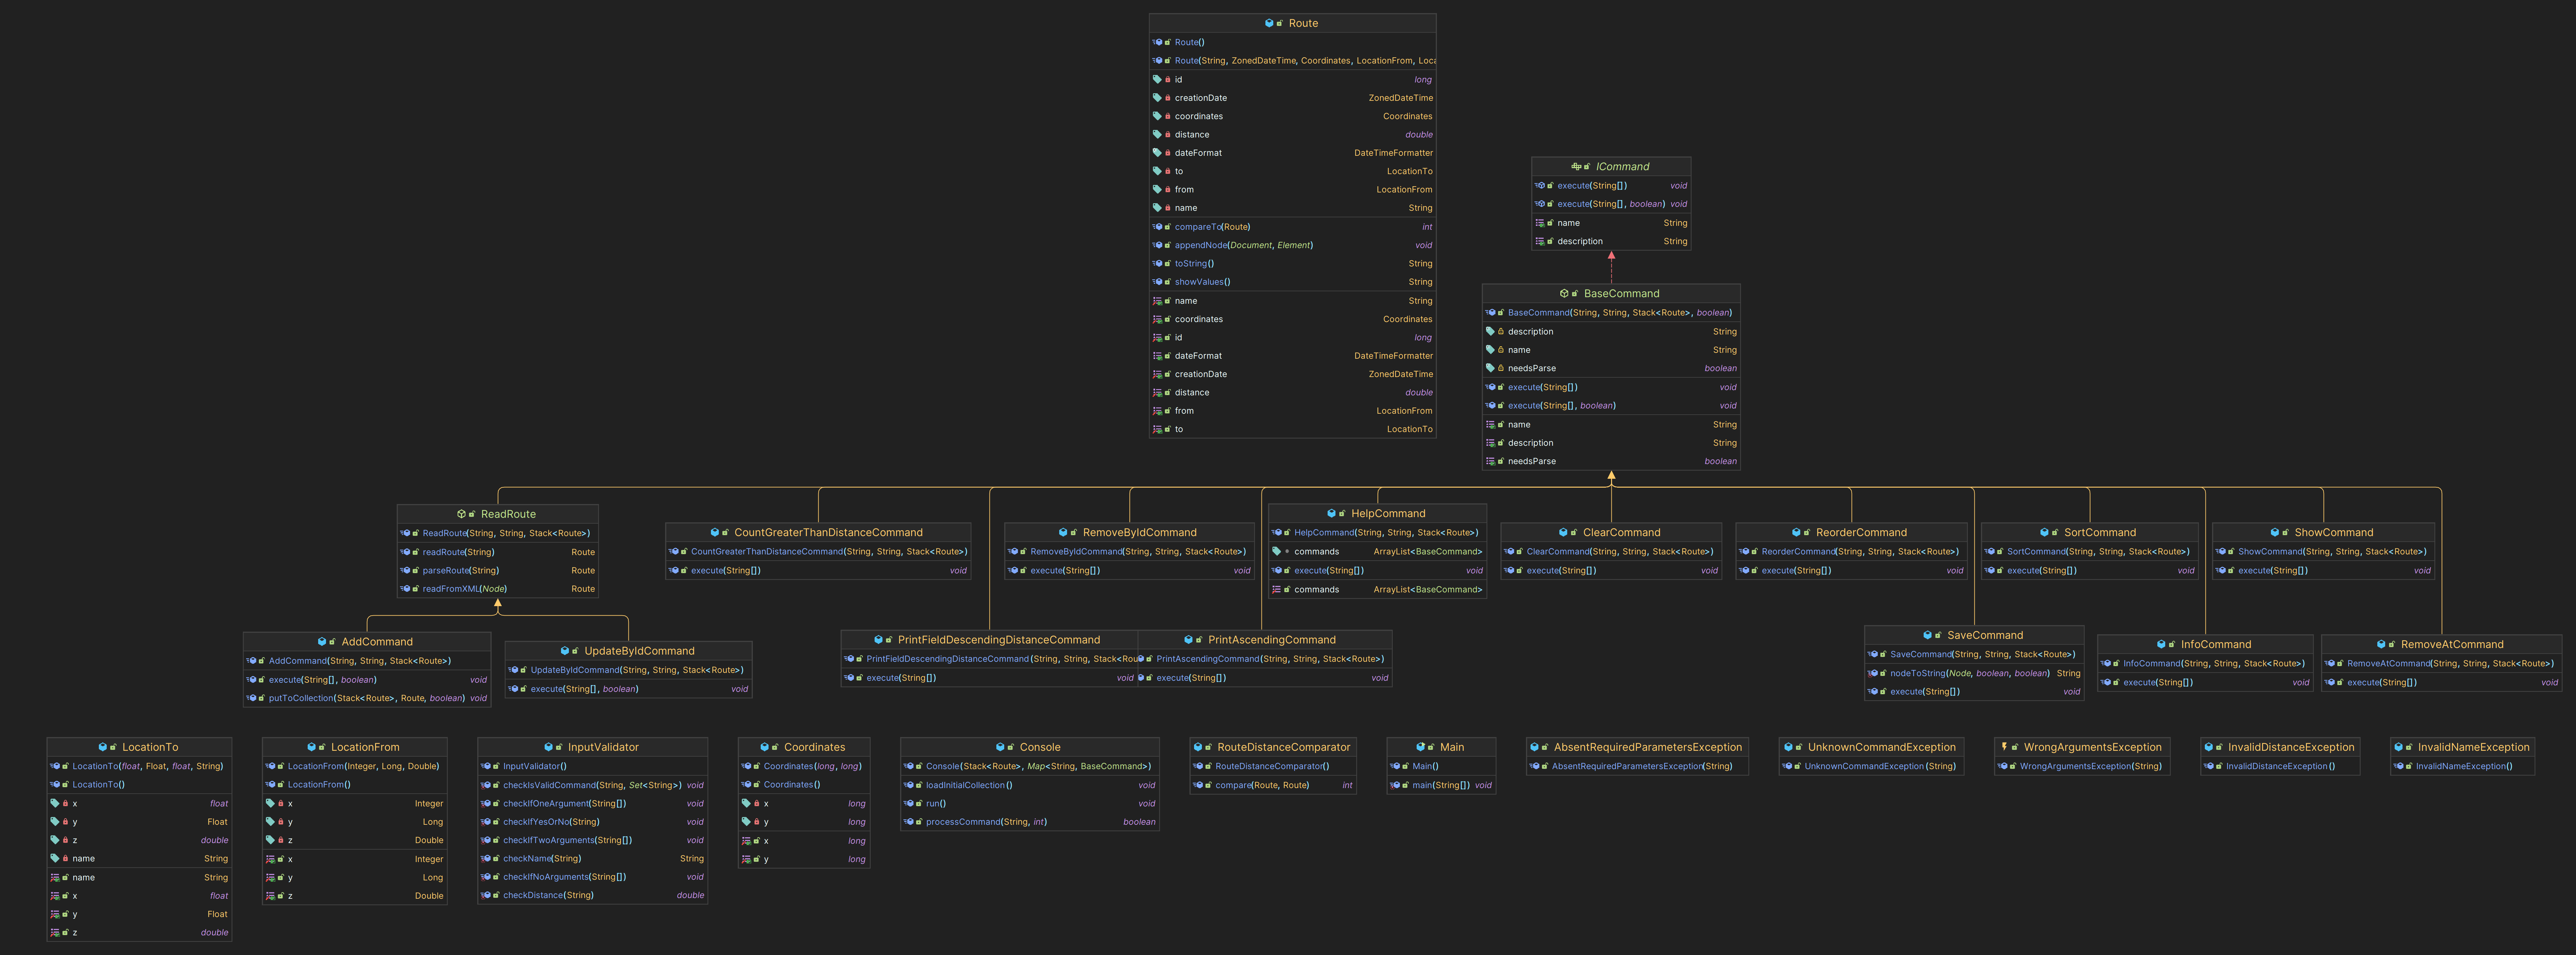 Route
Route()
Route(String, ZonedDateTime, Coordinates, LocationFrom, Loca
id long
creationDate ZonedDateTime
coordinates Coordinates
distance double
dateFormat DateTimeFormatter
to LocationTo
from LocationFrom
name String
compareTo(Route) int
appendNode(Document, Element) void
toString() String
showValues() String
name String
coordinates Coordinates
id long
dateFormat DateTimeFormatter
creationDate ZonedDateTime
distance double
from LocationFrom
to LocationTo
ICommand
execute(String[]) void
execute(String[], boolean) void
name String
description String
BaseCommand
BaseCommand(String, String, Stack<Route>, boolean)
description String
name String
needsParse boolean
execute(String[]) void
execute(String[], boolean) void
name String
description String
needsParse boolean
ReadRoute
ReadRoute(String, String, Stack<Route>)
readRoute(String) Route
parseRoute(String) Route
readFromXML(Node) Route
CountGreaterThanDistanceCommand
CountGreaterThanDistanceCommand(String, String, Stack<Route>)
execute(String[]) void
RemoveByIdCommand
RemoveByIdCommand(String, String, Stack<Route>)
execute(String[]) void
HelpCommand
HelpCommand(String, String, Stack<Route>)
commands ArrayList<BaseCommand>
execute(String[]) void
commands ArrayList<BaseCommand>
ClearCommand
ClearCommand(String, String, Stack<Route>)
execute(String[]) void
ReorderCommand
ReorderCommand(String, String, Stack<Route>)
execute(String[]) void
SortCommand
SortCommand(String, String, Stack<Route>)
execute(String[]) void
ShowCommand
ShowCommand(String, String, Stack<Route>)
execute(String[]) void
AddCommand
AddCommand(String, String, Stack<Route>)
execute(String[], boolean) void
putToCollection(Stack<Route>, Route, boolean) void
UpdateByIdCommand
UpdateByIdCommand(String, String, Stack<Route>)
execute(String[], boolean) void
PrintFieldDescendingDistanceCommand
PrintFieldDescendingDistanceCommand(String, String, Stack<Rou
execute(String[]) void
PrintAscendingCommand
PrintAscendingCommand(String, String, Stack<Route>)
execute(String[]) void
SaveCommand
SaveCommand(String, String, Stack<Route>)
nodeToString(Node, boolean, boolean) String
execute(String[]) void
InfoCommand
InfoCommand(String, String, Stack<Route>)
execute(String[]) void
RemoveAtCommand
RemoveAtCommand(String, String, Stack<Route>)
execute(String[]) void
LocationTo
LocationTo(float, Float, float, String)
LocationTo()
x float
y Float
z double
name String
name String
x float
y Float
z double
LocationFrom
LocationFrom(Integer, Long, Double)
LocationFrom()
x Integer
y Long
z Double
x Integer
y Long
z Double
InputValidator
InputValidator()
checkIsValidCommand(String, Set<String>) void
checkIfOneArgument(String[]) void
checkIfYesOrNo(String) void
checkIfTwoArguments(String[]) void
checkName(String) String
checkIfNoArguments(String[]) void
checkDistance(String) double
Coordinates
Coordinates(long, long)
Coordinates()
x long
y long
x long
y long
Console
Console(Stack<Route>, Map<String, BaseCommand>)
loadInitialCollection() void
run() void
processCommand(String, int) boolean
RouteDistanceComparator
RouteDistanceComparator()
compare(Route, Route) int
Main
Main()
main(String[]) void
AbsentRequiredParametersException
AbsentRequiredParametersException(String)
UnknownCommandException
UnknownCommandException(String)
WrongArgumentsException
WrongArgumentsException(String)
InvalidDistanceException
InvalidDistanceException()
InvalidNameException
InvalidNameException()